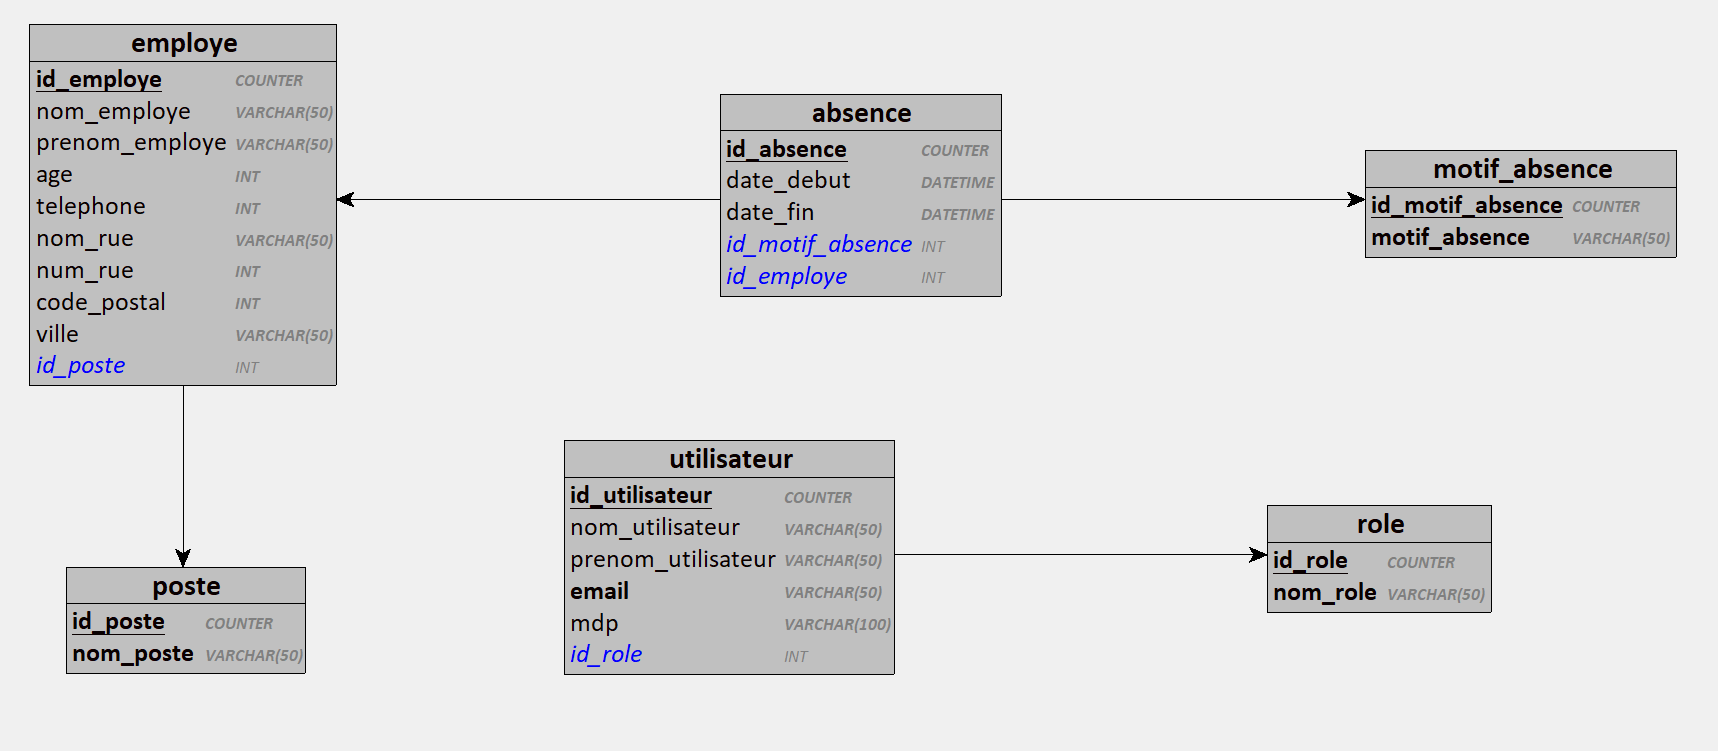 employe
id_employe COUNTER
nom_employe VARCHAR(50)
prenom_employe VARCHAR(50)
age INT
telephone INT
nom_rue VARCHAR(50)
num_rue INT
code_postal INT
ville VARCHAR(50)
id_poste INT
absence
id_absence COUNTER
date_debut DATETIME
date_fin DATETIME
id_motif_absence INT
id_employe INT
motif_absence
id_motif_absence COUNTER
motif_absence VARCHAR(50)
poste
id_poste COUNTER
nom_poste VARCHAR(50)
utilisateur
id_utilisateur COUNTER
nom_utilisateur VARCHAR(50)
prenom_utilisateur VARCHAR(50)
email VARCHAR(50)
mdp VARCHAR(100)
id_role INT
role
id_role COUNTER
nom_role VARCHAR(50)